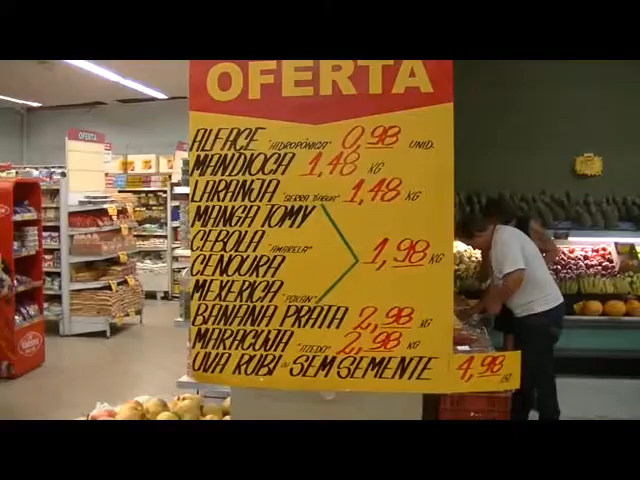 OFERTA
ALFACE "HIDROPÔNICA" 0,98 UNID.
MANDIOCA 1,48 KG
LARANJA "SERRA D'ÁGUA" 1,48 KG
MANGA TOMY
CEBOLA "AMARELA" 1,98 KG
CENOURA
MEXERICA "POKAN"
BANANA PRATA 2,98 KG
MARACUJA "AZEDO" 2,98 KG
UVA RUBI OU SEM SEMENTE 4,98
OFERTA